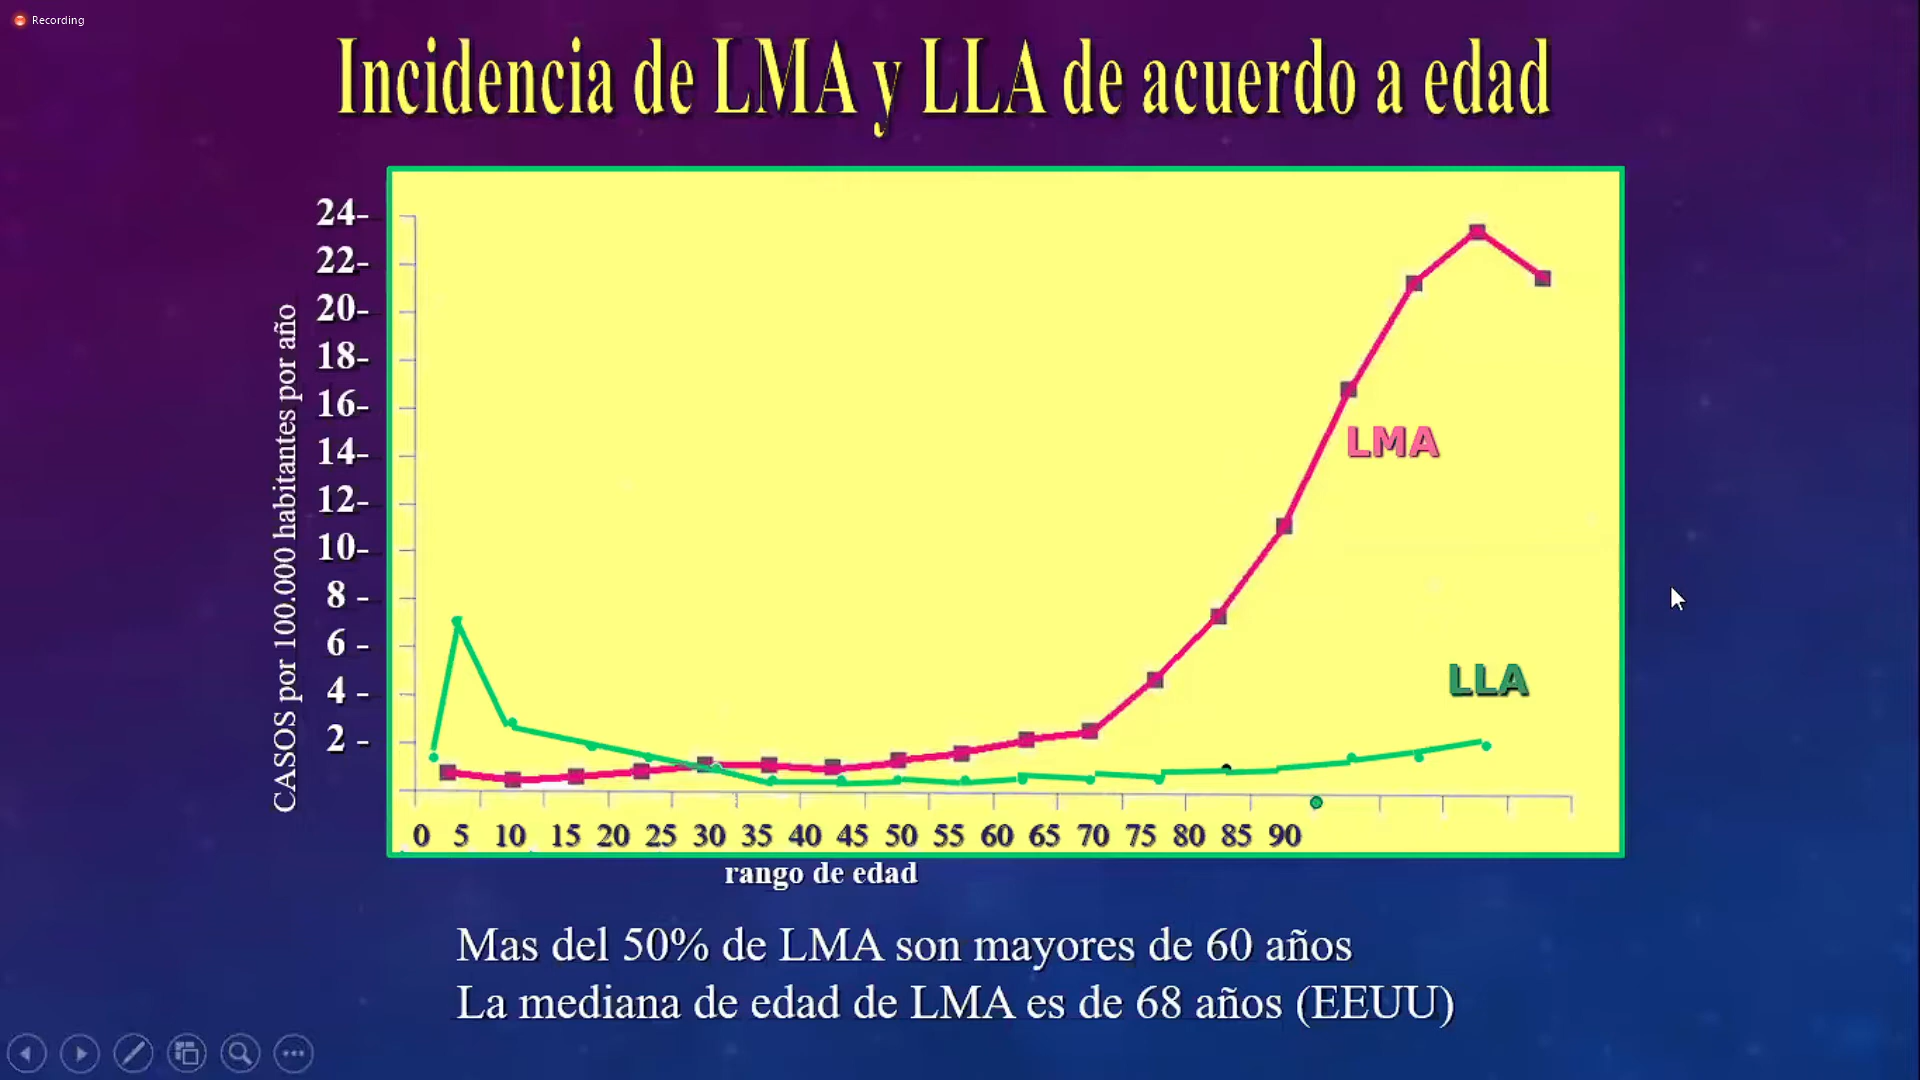 Recording
Incidencia de LMA y LLA de acuerdo a edad
CASOS por 100.000 habitantes por año
24-
22-
20-
18-
16-
14-
12-
10-
8 -
6 -
4 -
2 -
LMA
LLA
0 5 10 15 20 25 30 35 40 45 50 55 60 65 70 75 80 85 90
rango de edad
Mas del 50% de LMA son mayores de 60 años
La mediana de edad de LMA es de 68 años (EEUU)